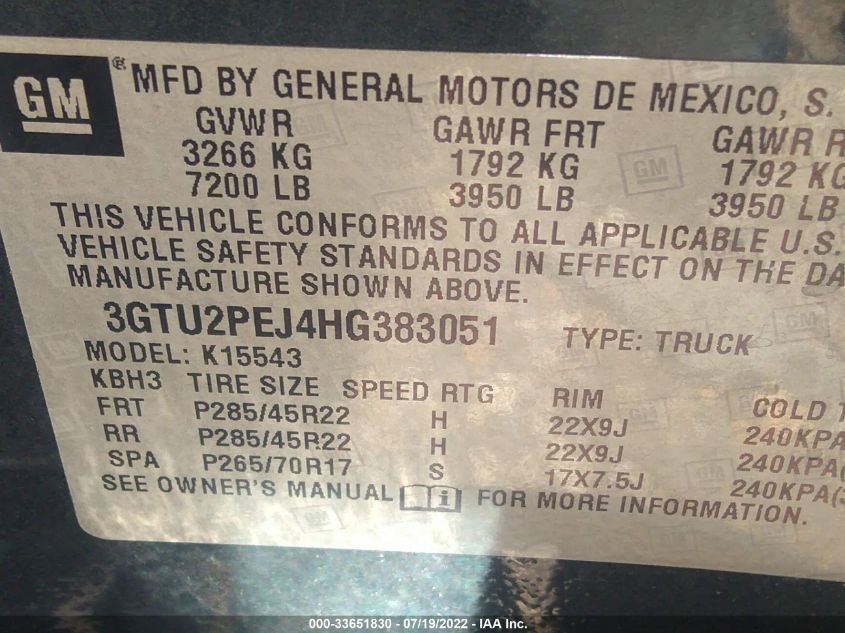 GM ® MFD BY GENERAL MOTORS DE MEXICO, S.
GVWR GAWR FRT GAWR R
3266 KG 1792 KG 1792 KG
7200 LB 3950 LB 3950 LB
THIS VEHICLE CONFORMS TO ALL APPLICABLE U.S.
VEHICLE SAFETY STANDARDS IN EFFECT ON THE DA
MANUFACTURE SHOWN ABOVE.
3GTU2PEJ4HG383051 TYPE: TRUCK
MODEL: K15543
KBH3 TIRE SIZE SPEED RTG RIM COLD T
FRT P285/45R22 H 22X9J 240KPA
RR P285/45R22 H 22X9J 240KPA(
SPA P265/70R17 S 17X7.5J 240KPA(3
SEE OWNER'S MANUAL FOR MORE INFORMATION.
000-33651830 - 07/19/2022 - IAA Inc.